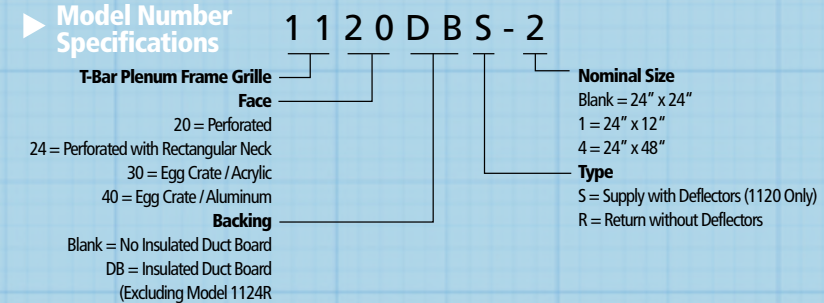 Model Number
Specifications
1 1 2 0 D B S - 2
T-Bar Plenum Frame Grille
Face
20 = Perforated
24 = Perforated with Rectangular Neck
30 = Egg Crate / Acrylic
40 = Egg Crate / Aluminum
Backing
Blank = No Insulated Duct Board
DB = Insulated Duct Board
(Excluding Model 1124R
Nominal Size
Blank = 24" x 24"
1 = 24" x 12"
4 = 24" x 48"
Type
S = Supply with Deflectors (1120 Only)
R = Return without Deflectors